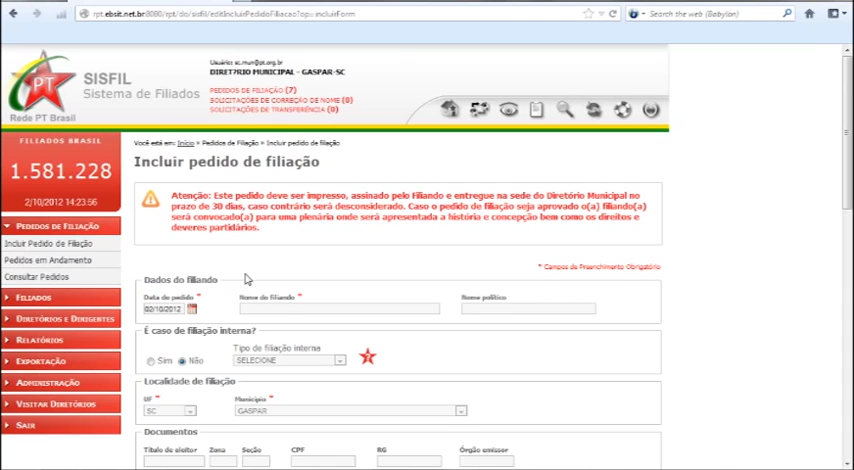 rpt.ebsit.net.br:8080/rpt/do/sisfil/editIncluirPedidoFiliacao?op=incluirForm
Search the web (Babylon)
PT
Rede PT Brasil
SISFIL
Sistema de Filiados
Usuário: sc.mun@pt.org.br
DIRET?RIO MUNICIPAL - GASPAR-SC
PEDIDOS DE FILIAÇÃO (7)
SOLICITAÇÕES DE CORREÇÃO DE NOME (0)
SOLICITAÇÕES DE TRANSFERÊNCIA (0)
FILIADOS BRASIL
1.581.228
2/10/2012 14:23:56
PEDIDOS DE FILIAÇÃO
Incluir Pedido de Filiação
Pedidos em Andamento
Consultar Pedidos
FILIADOS
DIRETÓRIOS E DIRIGENTES
RELATÓRIOS
EXPORTAÇÃO
ADMINISTRAÇÃO
VISITAR DIRETÓRIOS
SAIR
Você está em: Início » Pedidos de Filiação » Incluir pedido de filiação
Incluir pedido de filiação
Atenção: Este pedido deve ser impresso, assinado pelo Filiando e entregue na sede do Diretório Municipal no
prazo de 30 dias, caso contrário será desconsiderado. Caso o pedido de filiação seja aprovado o(a) filiando(a)
será convocado(a) para uma plenária onde será apresentada a história e concepção bem como os direitos e
deveres partidários.
* Campos de Preenchimento Obrigatório
Dados do filiando
Data do pedido * Nome do filiando * Nome político
02/10/2012
É caso de filiação interna?
Tipo de filiação interna
Sim Não SELECIONE
Localidade de filiação
UF * Município *
SC GASPAR
Documentos
Título de eleitor Zona Seção CPF RG Órgão emissor